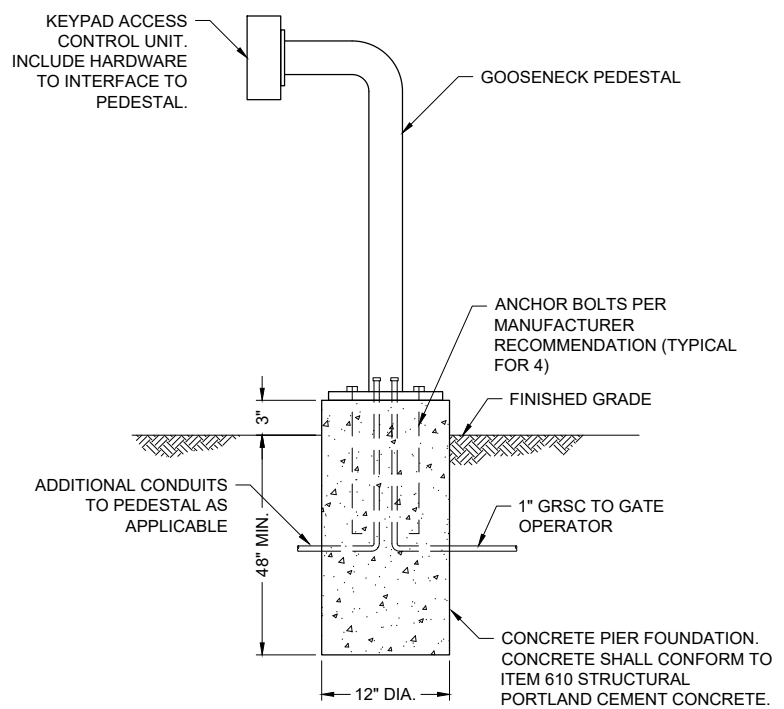 KEYPAD ACCESS
CONTROL UNIT.
INCLUDE HARDWARE
TO INTERFACE TO
PEDESTAL.
GOOSENECK PEDESTAL
ANCHOR BOLTS PER
MANUFACTURER
RECOMMENDATION (TYPICAL
FOR 4)
FINISHED GRADE
3"
ADDITIONAL CONDUITS
TO PEDESTAL AS
APPLICABLE
48" MIN.
1" GRSC TO GATE
OPERATOR
CONCRETE PIER FOUNDATION.
CONCRETE SHALL CONFORM TO
ITEM 610 STRUCTURAL
PORTLAND CEMENT CONCRETE.
12" DIA.